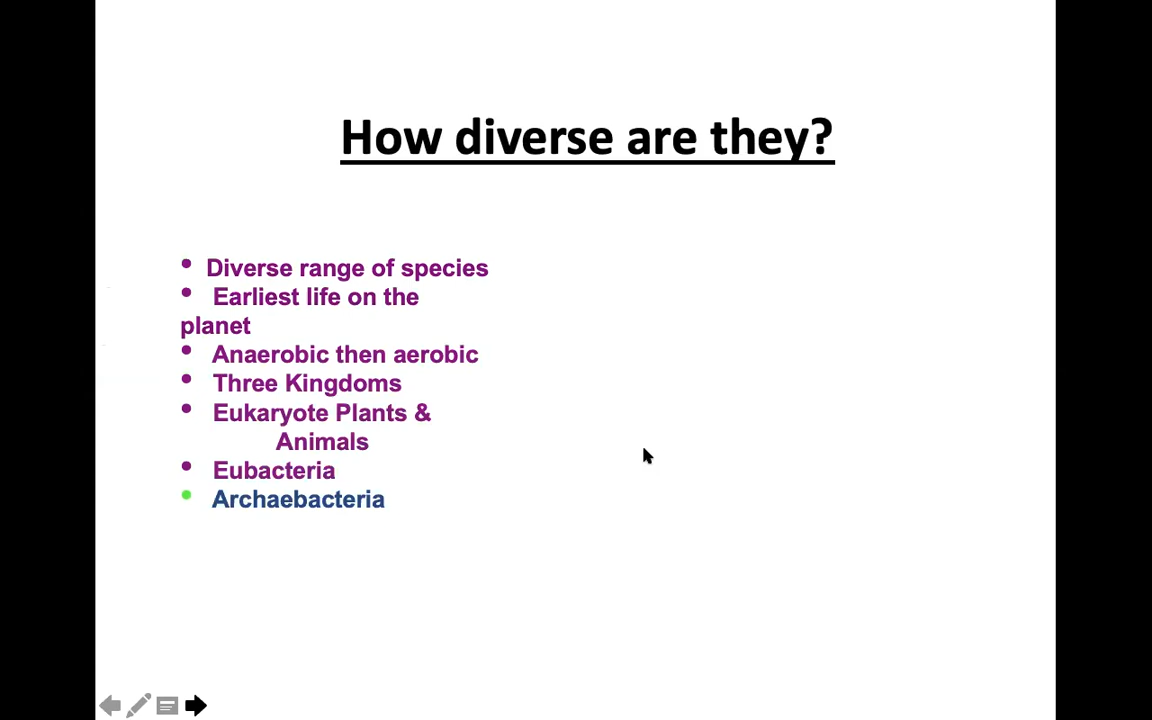 How diverse are they?
• Diverse range of species
• Earliest life on the
planet
• Anaerobic then aerobic
• Three Kingdoms
• Eukaryote Plants &
Animals
• Eubacteria
• Archaebacteria